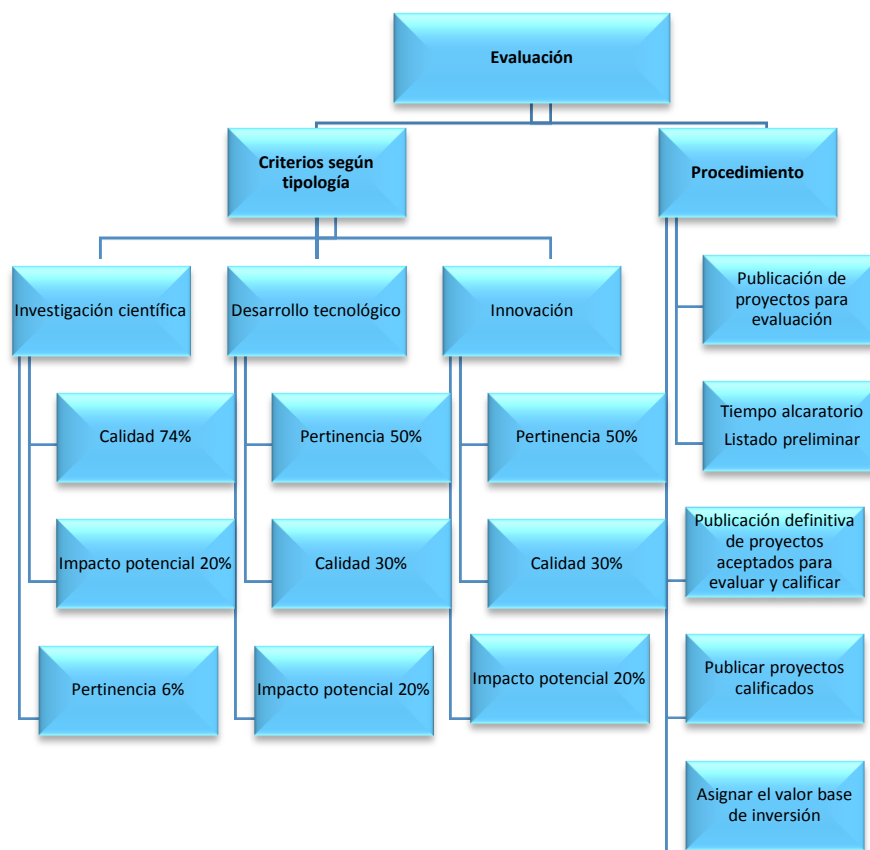 Evaluación
Criterios según
tipología
Procedimiento
Investigación científica
Desarrollo tecnológico
Innovación
Publicación de
proyectos para
evaluación
Calidad 74%
Pertinencia 50%
Pertinencia 50%
Tiempo alcaratorio
Listado preliminar
Impacto potencial 20%
Calidad 30%
Calidad 30%
Publicación definitiva
de proyectos
aceptados para
evaluar y calificar
Pertinencia 6%
Impacto potencial 20%
Impacto potencial 20%
Publicar proyectos
calificados
Asignar el valor base
de inversión